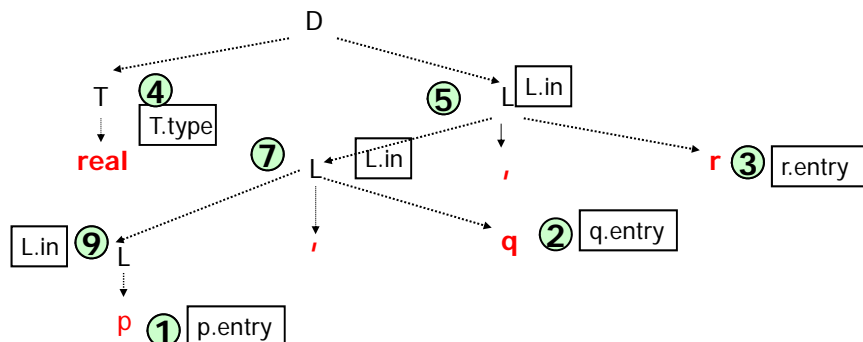 D
T 4 5 L L.in
T.type
real 7 L L.in , r 3 r.entry
L.in 9 L , q 2 q.entry
p 1 p.entry